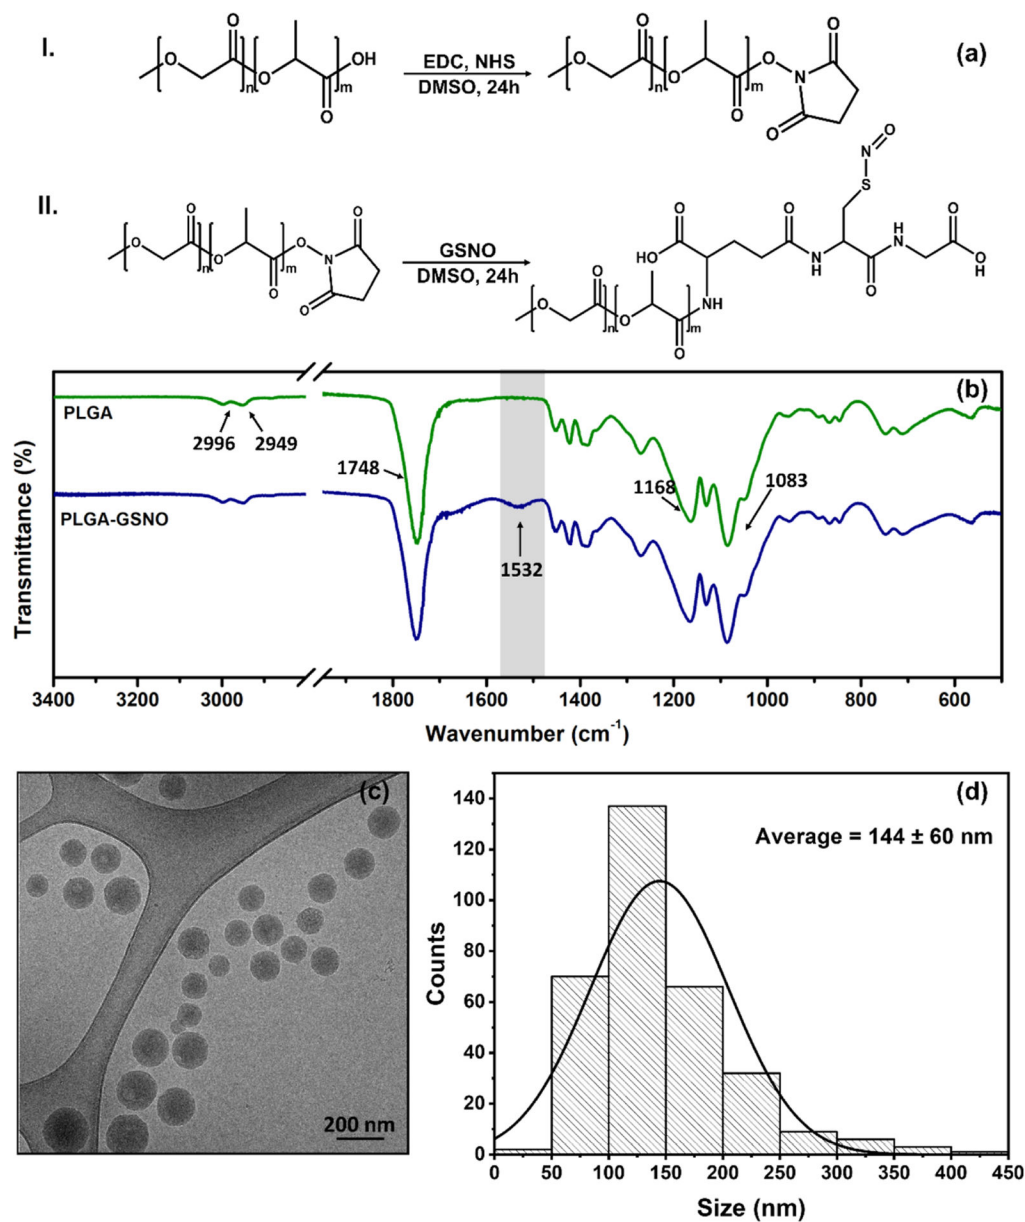 I.
O
O
n
O
O
m
OH
EDC, NHS
DMSO, 24h
O
O
n
O
O
m
O
N
O
O
(a)
II.
O
O
n
O
O
m
O
N
O
O
GSNO
DMSO, 24h
O
N
S
O
HO
O
N
H
O
H
N
O
O
H
O
O
n
O
O
m
NH
(b)
PLGA
2996
2949
1748
1168
1083
PLGA-GSNO
1532
Transmittance (%)
3400 3200 3000 1800 1600 1400 1200 1000 800 600
Wavenumber (cm-1)
(c)
200 nm
(d)
Average = 144 ± 60 nm
140
120
100
80
60
40
20
0
Counts
0 50 100 150 200 250 300 350 400 450
Size (nm)